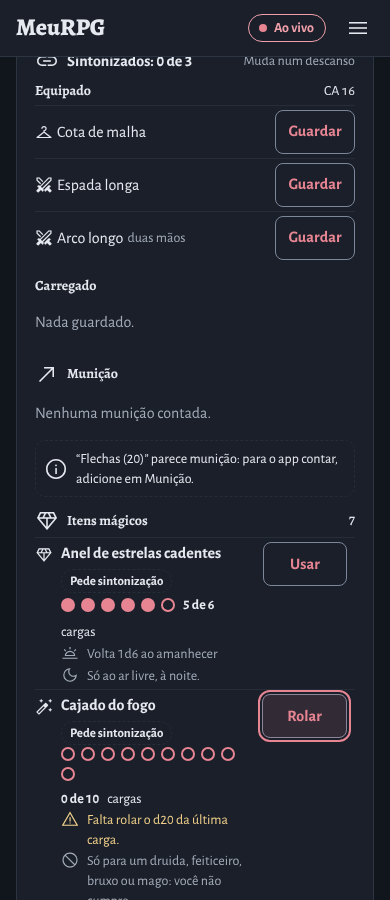 MeuRPG
Ao vivo
Sintonizados: 0 de 3
Muda num descanso
Equipado
CA 16
Cota de malha
Guardar
Espada longa
Guardar
Arco longo duas mãos
Guardar
Carregado
Nada guardado.
Munição
Nenhuma munição contada.
“Flechas (20)” parece munição: para o app contar,
adicione em Munição.
Itens mágicos
7
Anel de estrelas cadentes
Usar
Pede sintonização
5 de 6
cargas
Volta 1d6 ao amanhecer
Só ao ar livre, à noite.
Cajado do fogo
Rolar
Pede sintonização
0 de 10 cargas
Falta rolar o d20 da última
carga.
Só para um druida, feiticeiro,
bruxo ou mago: você não